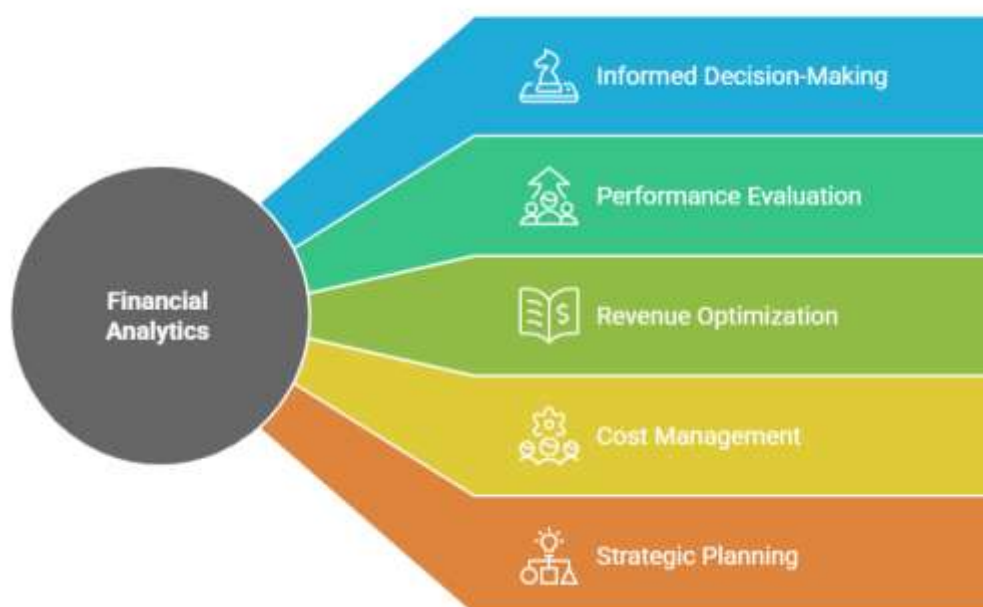 Financial
Analytics
Informed Decision-Making
Performance Evaluation
Revenue Optimization
Cost Management
Strategic Planning